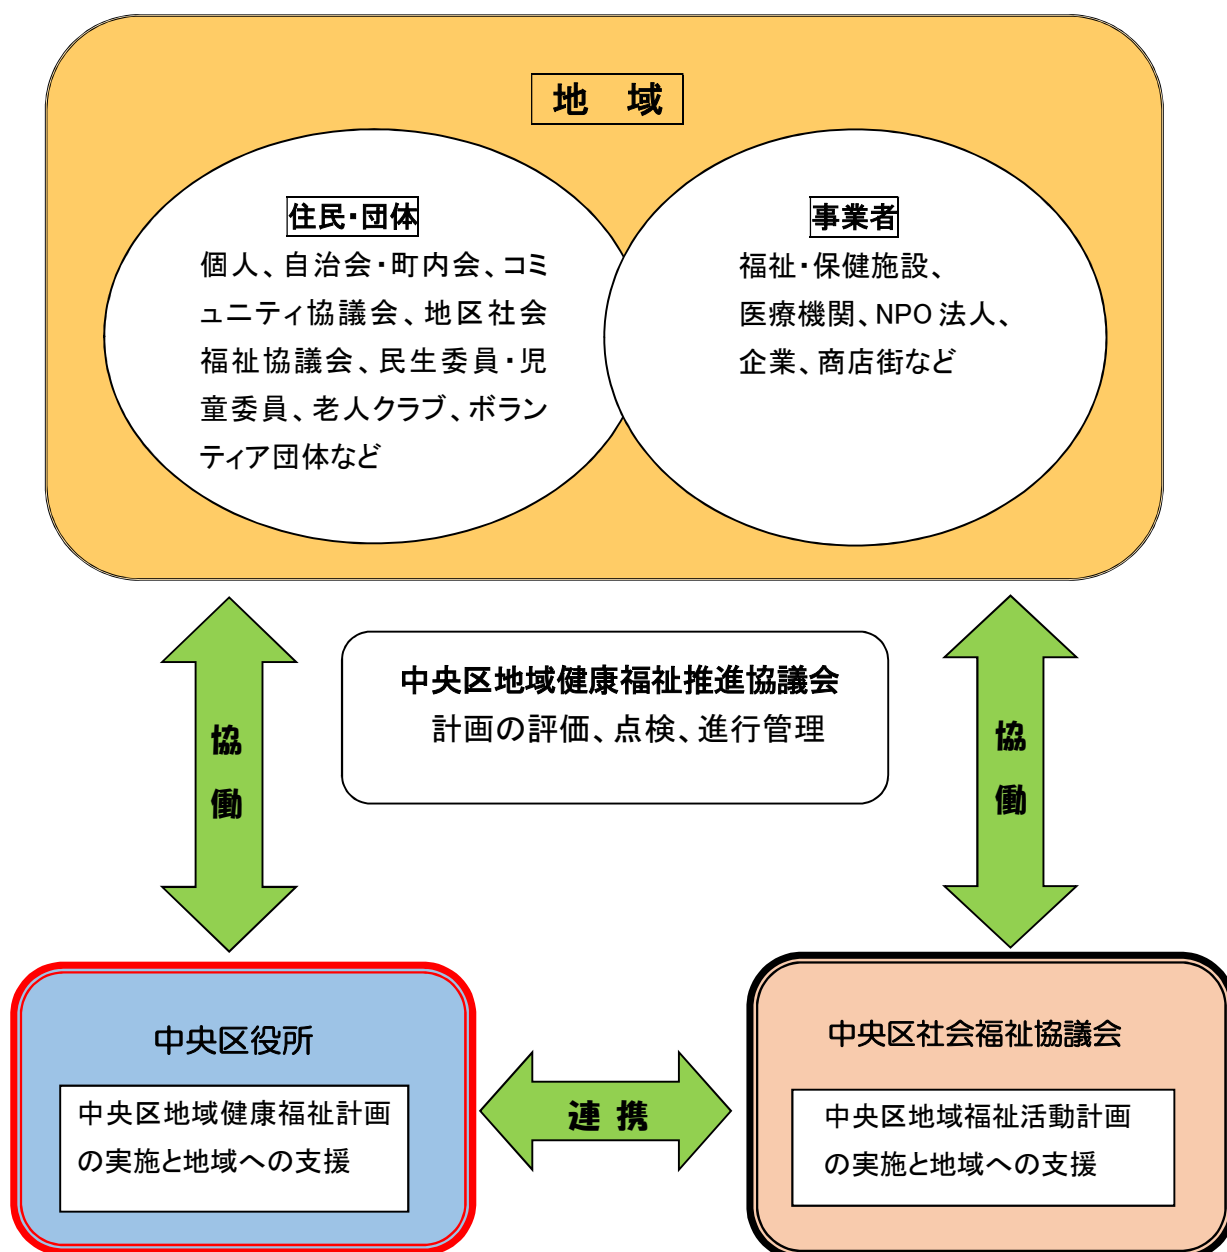 地　域
住民・団体
個人、自治会・町内会、コミ
ュニティ協議会、地区社会
福祉協議会、民生委員・児
童委員、老人クラブ、ボラン
ティア団体など
事業者
福祉・保健施設、
医療機関、NPO 法人、
企業、商店街など
中央区地域健康福祉推進協議会
計画の評価、点検、進行管理
協
働
協
働
中央区役所
中央区地域健康福祉計画
の実施と地域への支援
連 携
中央区社会福祉協議会
中央区地域福祉活動計画
の実施と地域への支援